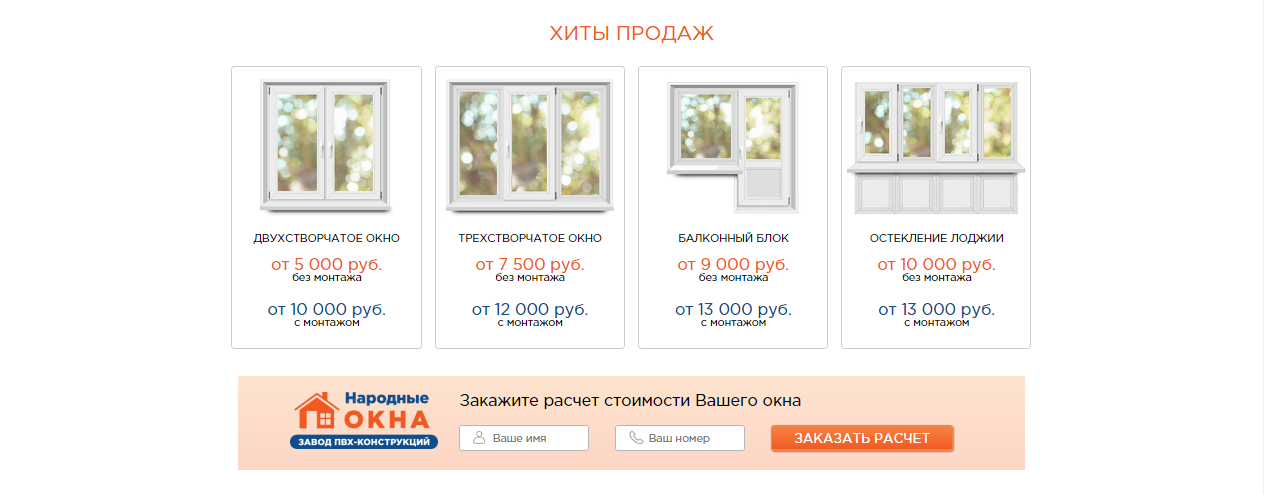 ХИТЫ ПРОДАЖ
ДВУХСТВОРЧАТОЕ ОКНО
от 5 000 руб.
без монтажа
от 10 000 руб.
с монтажом
ТРЕХСТВОРЧАТОЕ ОКНО
от 7 500 руб.
без монтажа
от 12 000 руб.
с монтажом
БАЛКОННЫЙ БЛОК
от 9 000 руб.
без монтажа
от 13 000 руб.
с монтажом
ОСТЕКЛЕНИЕ ЛОДЖИИ
от 10 000 руб.
без монтажа
от 13 000 руб.
с монтажом
Народные
ОКНА
ЗАВОД ПВХ-КОНСТРУКЦИЙ
Закажите расчет стоимости Вашего окна
Ваше имя
Ваш номер
ЗАКАЗАТЬ РАСЧЕТ